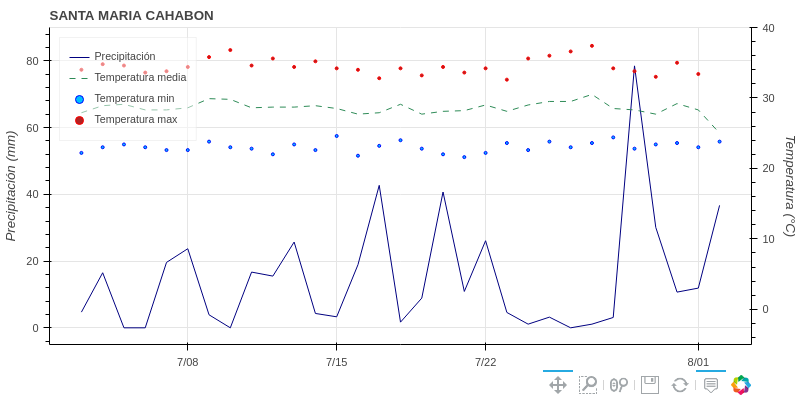 SANTA MARIA CAHABON
Precipitación
Temperatura media
Temperatura min
Temperatura max
Precipitación (mm)
80
60
40
20
0
Temperatura (°C)
40
30
20
10
0
7/08
7/15
7/22
8/01